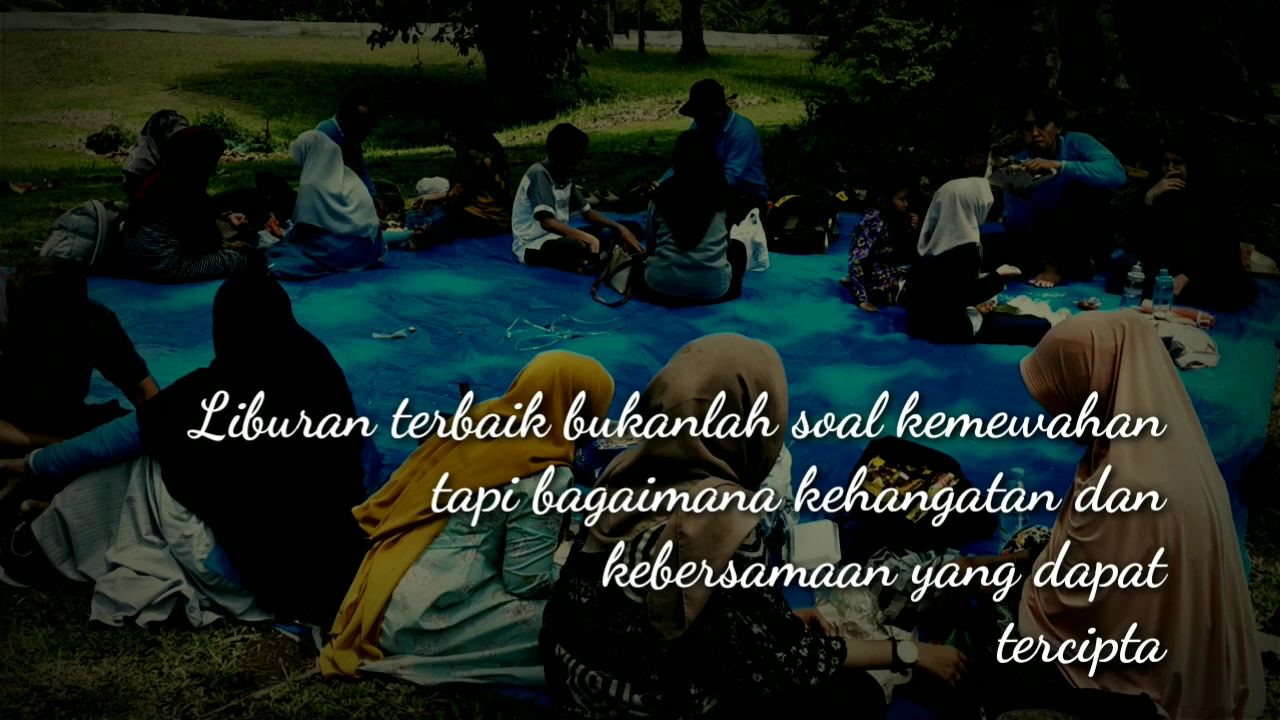 Liburan terbaik bukanlah soal kemewahan
tapi bagaimana kehangatan dan
kebersamaan yang dapat
tercipta